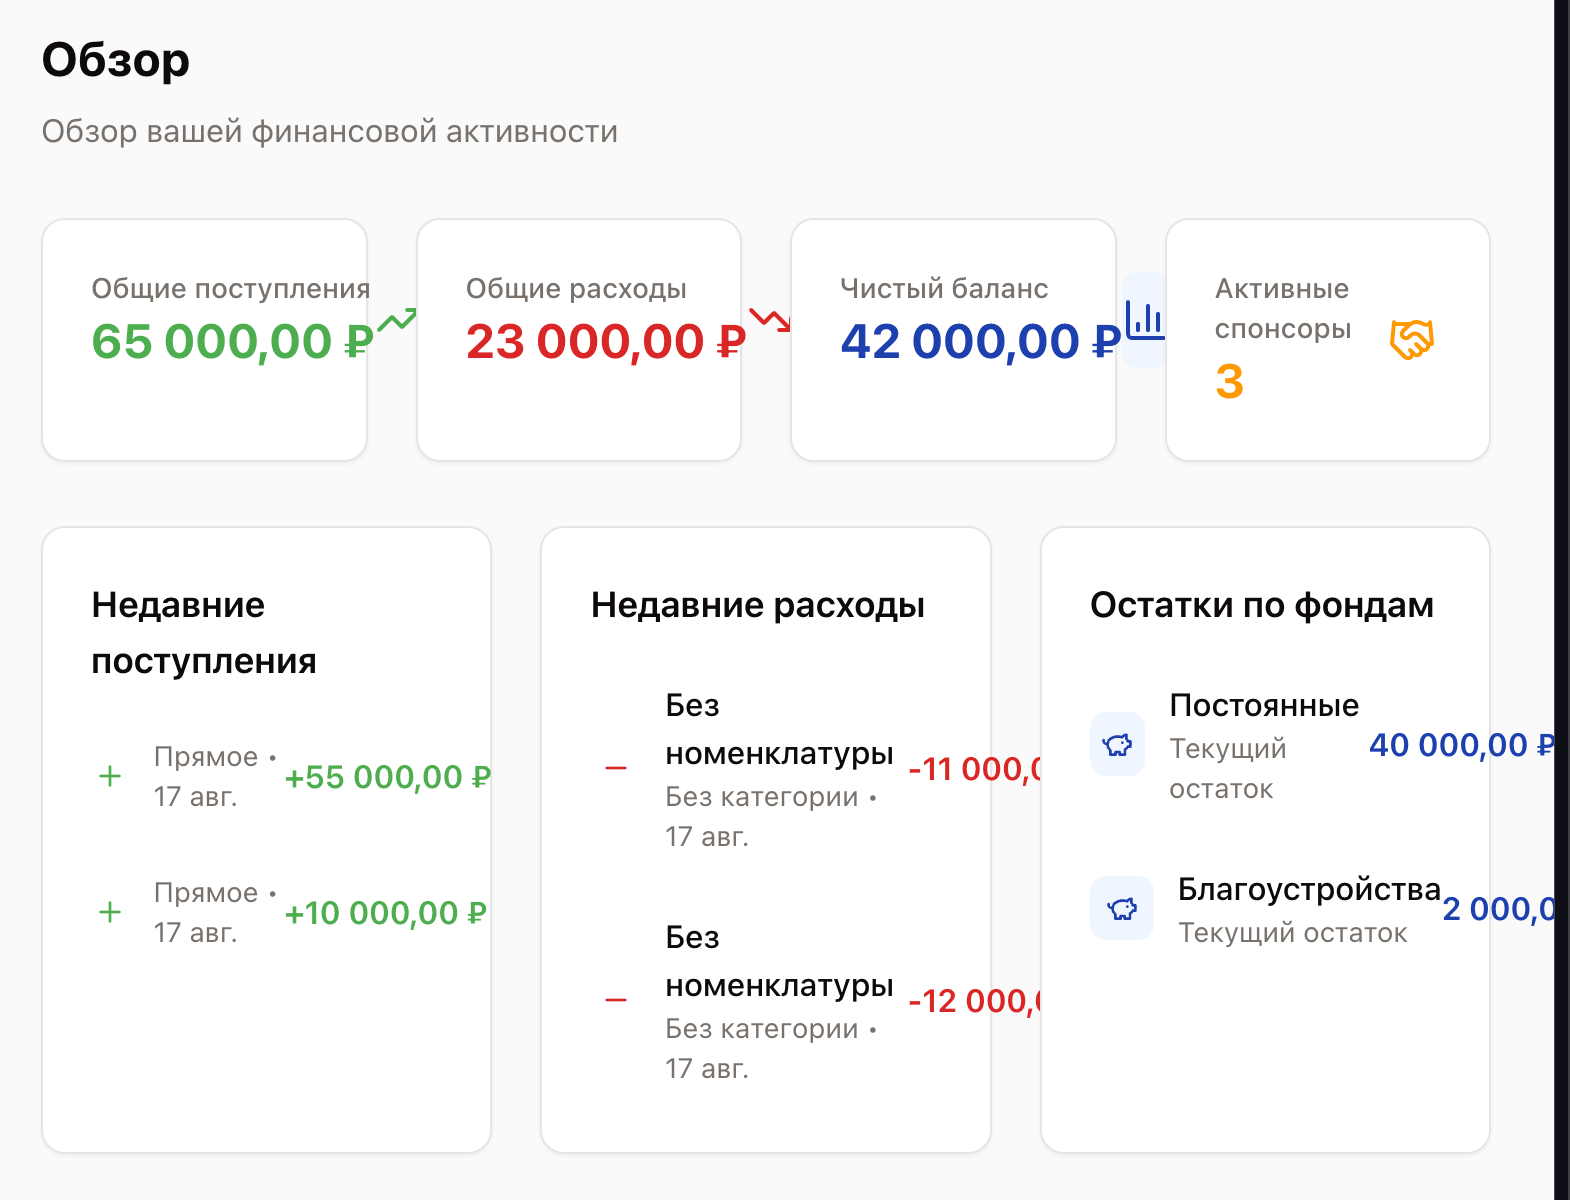 Обзор
Обзор вашей финансовой активности
Общие поступления
65 000,00 ₽
Общие расходы
23 000,00 ₽
Чистый баланс
42 000,00 ₽
Активные
спонсоры
3
Недавние
поступления
Прямое •
17 авг.
+55 000,00 ₽
Прямое •
17 авг.
+10 000,00 ₽
Недавние расходы
Без
номенклатуры
Без категории •
17 авг.
-11 000,0
Без
номенклатуры
Без категории •
17 авг.
-12 000,0
Остатки по фондам
Постоянные
Текущий
остаток
40 000,00 ₽
Благоустройства
Текущий остаток
2 000,0